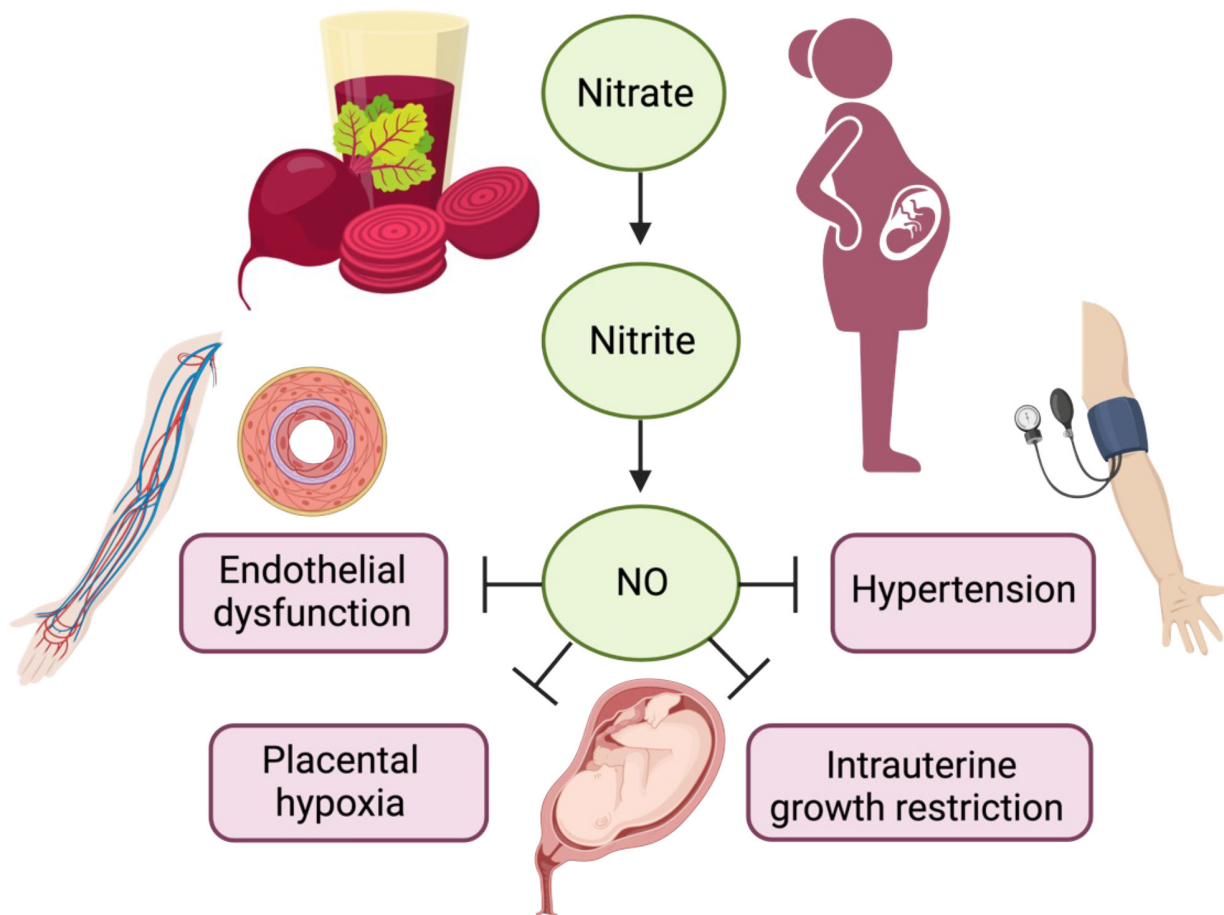 Nitrate
Nitrite
Endothelial
dysfunction
NO
Hypertension
Placental
hypoxia
Intrauterine
growth restriction